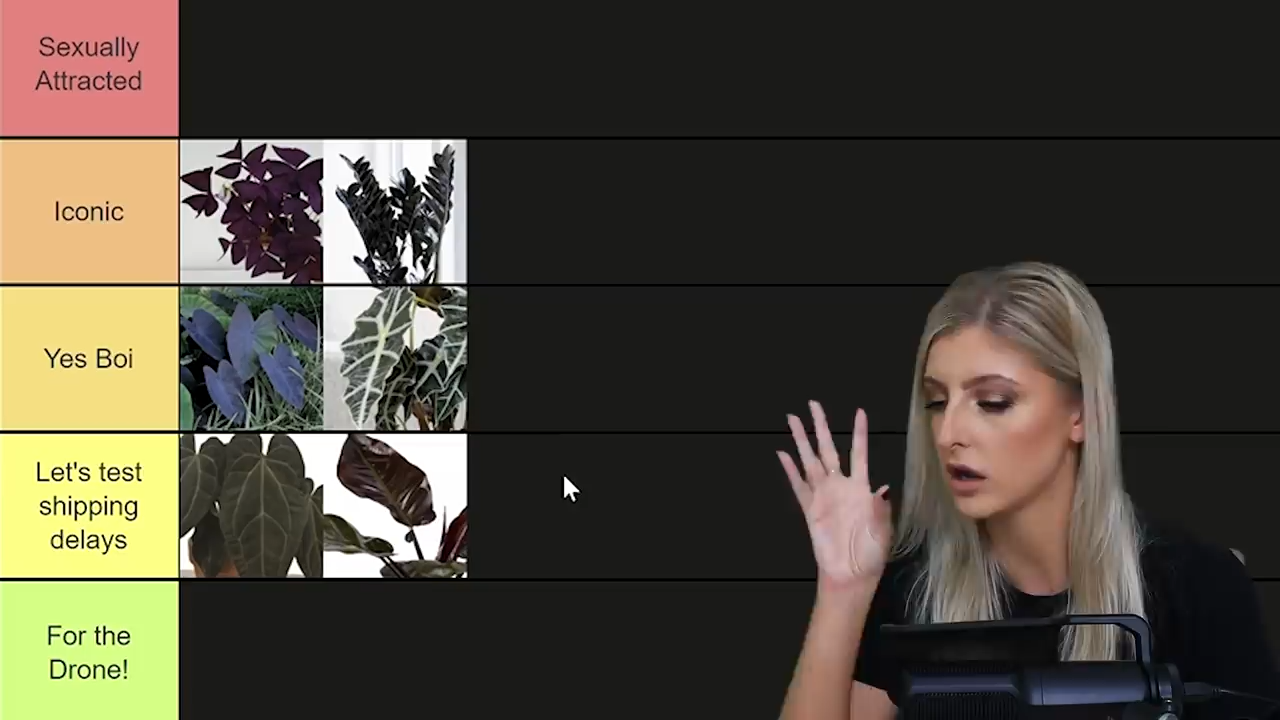 Sexually
Attracted
Iconic
Yes Boi
Let's test
shipping
delays
For the
Drone!